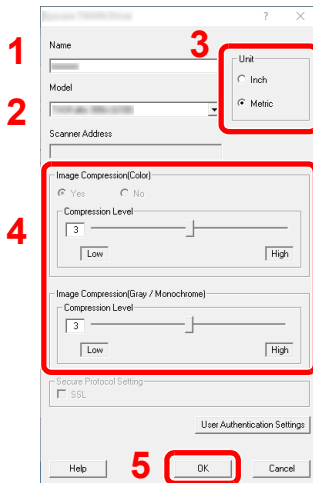 ? ×
1
Name
2
Model
3
Unit
Inch
Metric
Scanner Address
4
Image Compression(Color)
Yes No
Compression Level
3
Low High
Image Compression(Gray / Monochrome)
Compression Level
3
Low High
Secure Protocol Setting
SSL
User Authentication Settings
5
Help OK Cancel